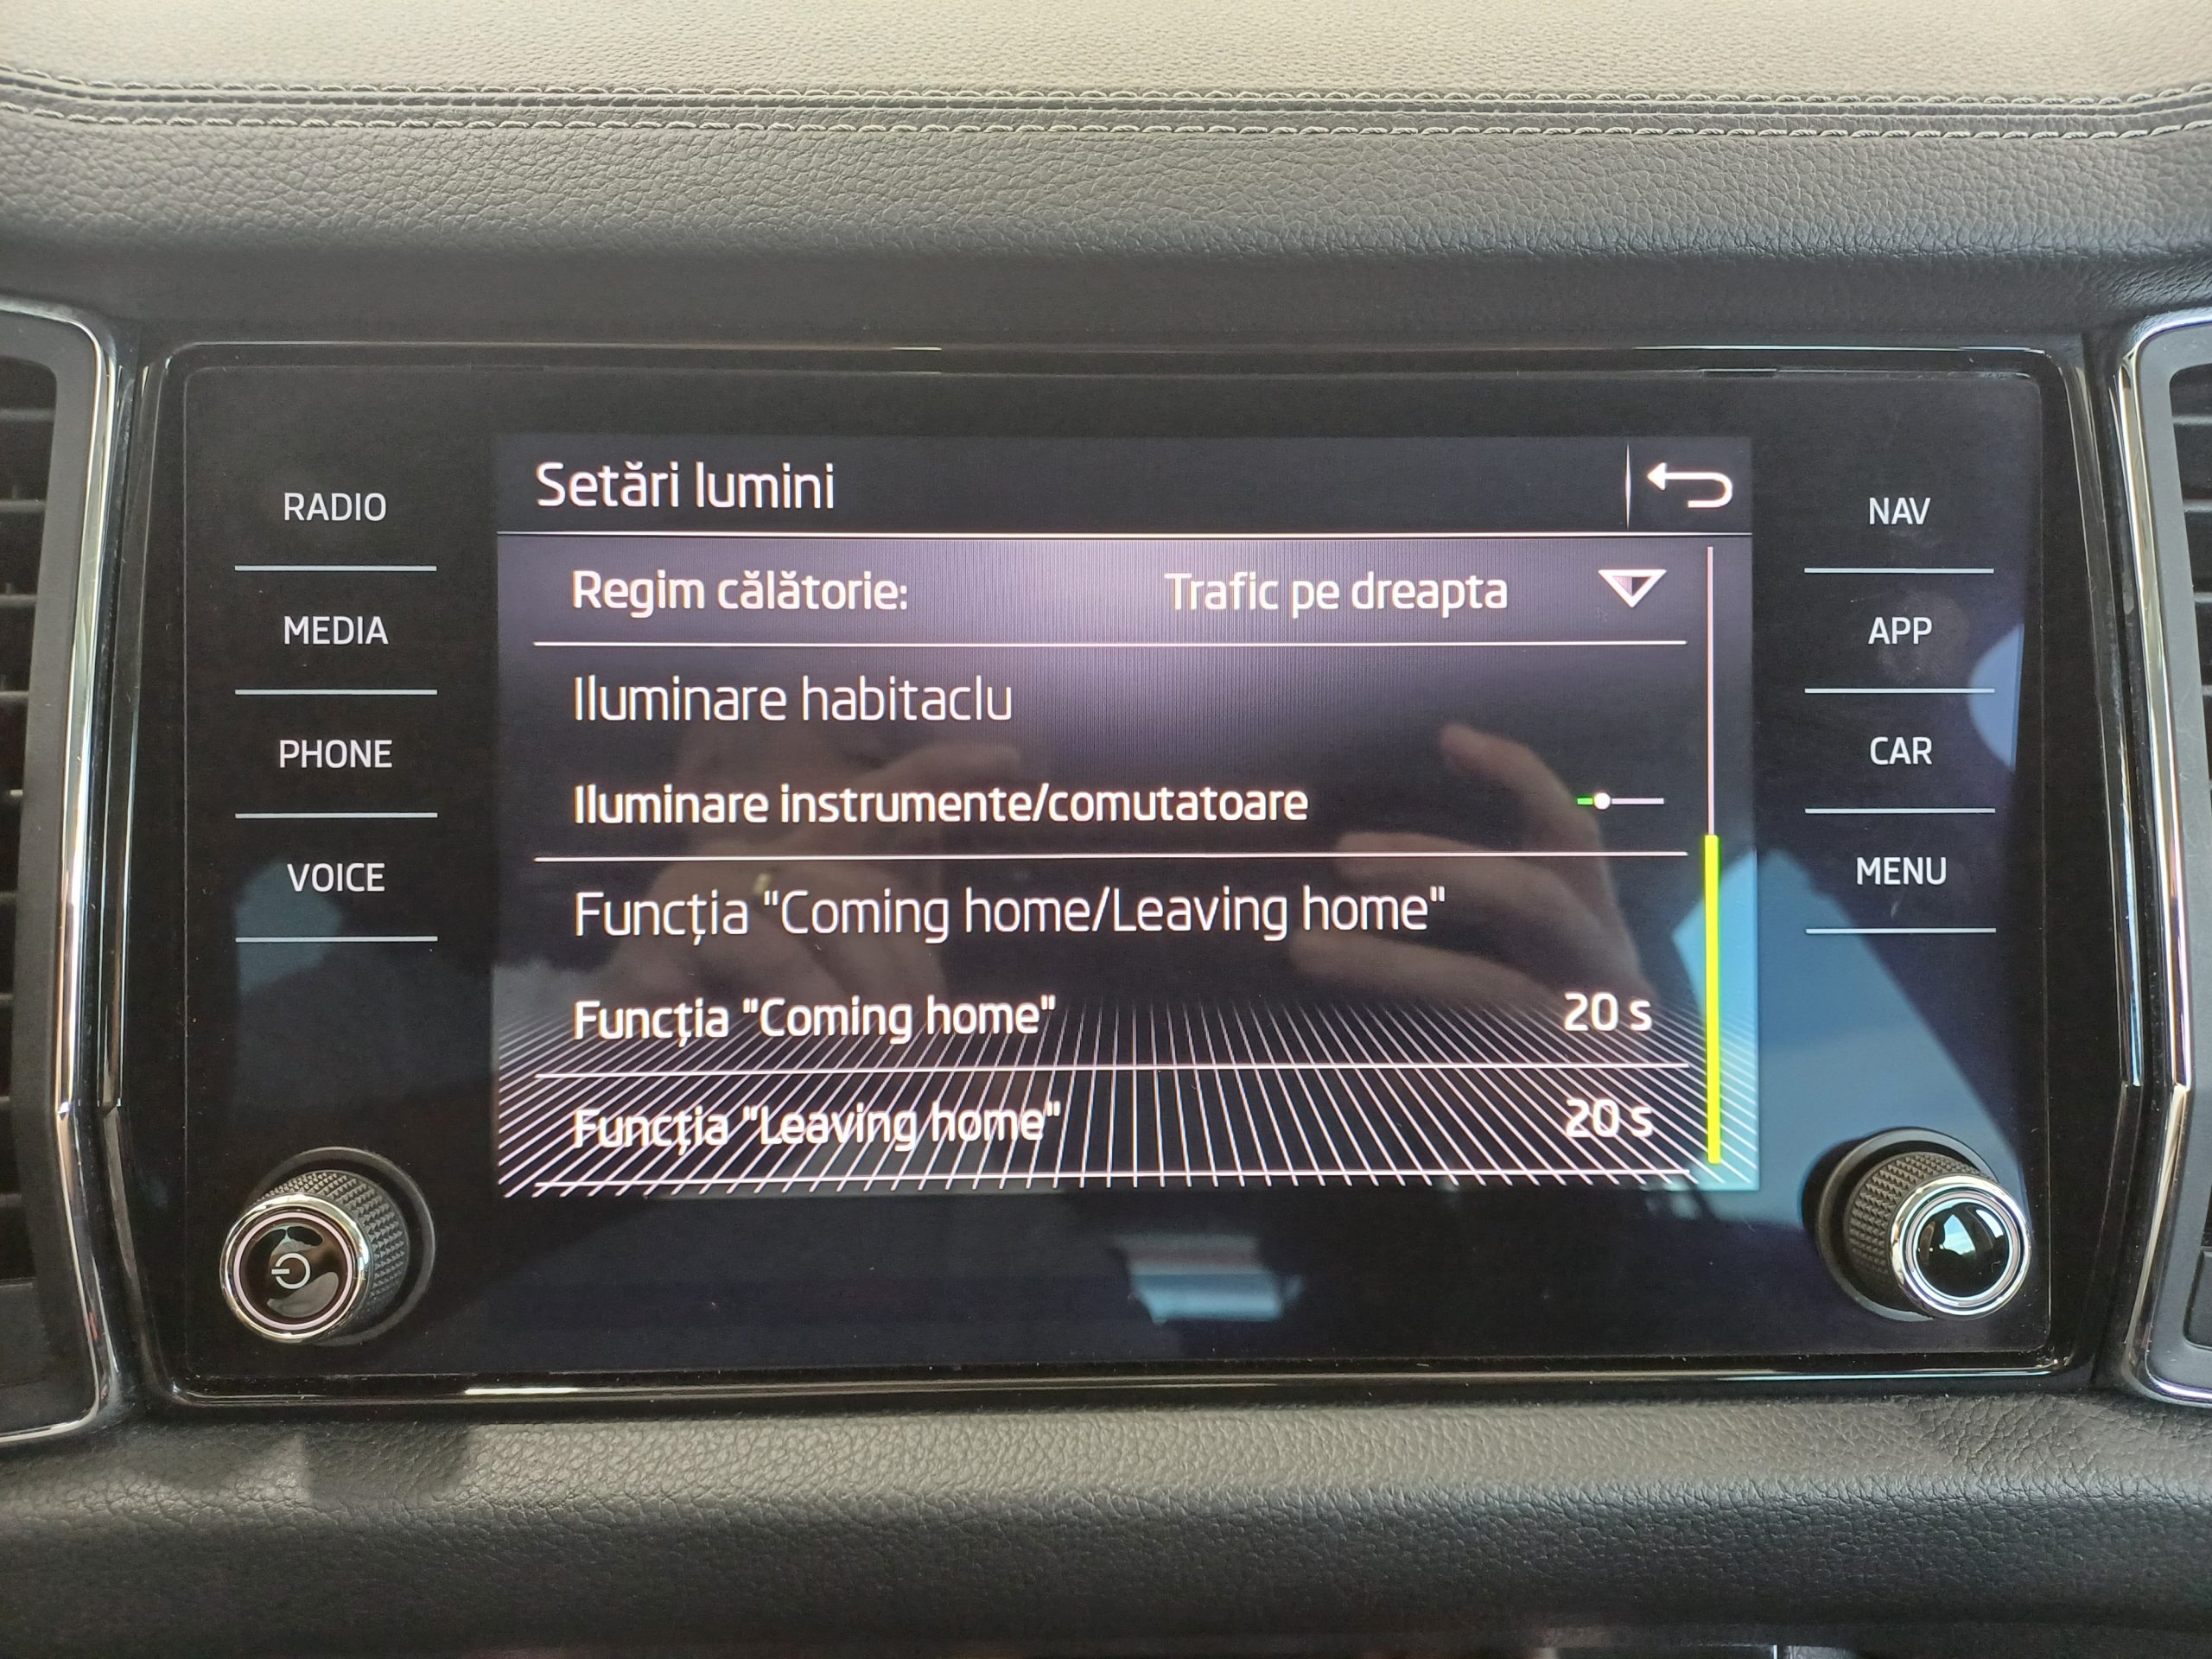 Setări lumini
RADIO
MEDIA
PHONE
VOICE
Regim călătorie: Trafic pe dreapta
Iluminare habitaclu
Iluminare instrumente/comutatoare
Funcția "Coming home/Leaving home"
Funcția "Coming home" 20 s
Funcția "Leaving home" 20 s
NAV
APP
CAR
MENU